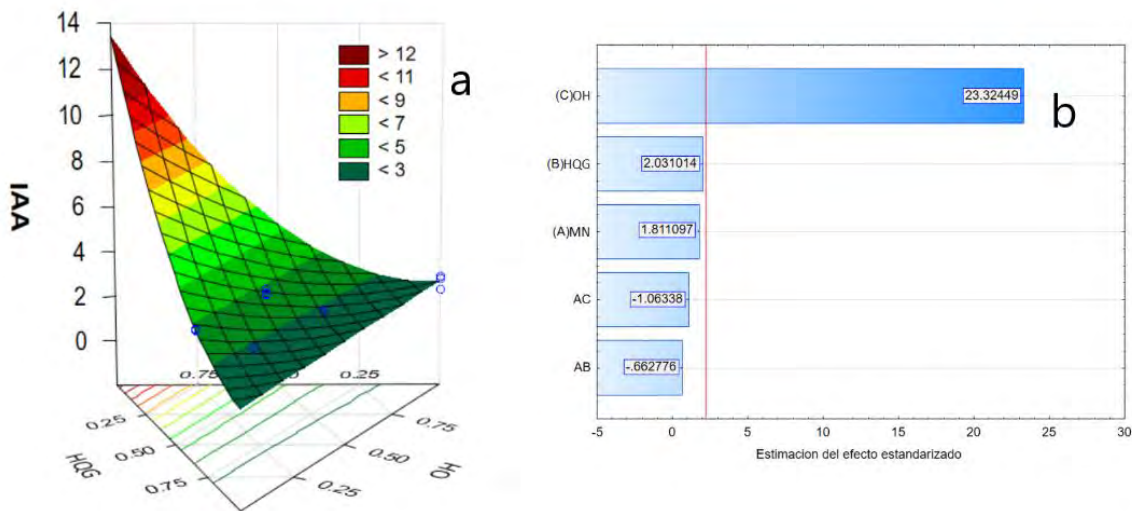 14
12
10
8
6
4
2
0
IAA
> 12
< 11
< 9
< 7
< 5
< 3
a
0.75
0.25
0.25
0.50
0.75
HQG
0.75
0.50
0.25
HO
b
(C)OH
23.32449
(B)HQG
2.031014
(A)MN
1.811097
AC
-1.06338
AB
-.662776
-5 0 5 10 15 20 25 30
Estimacion del efecto estandarizado